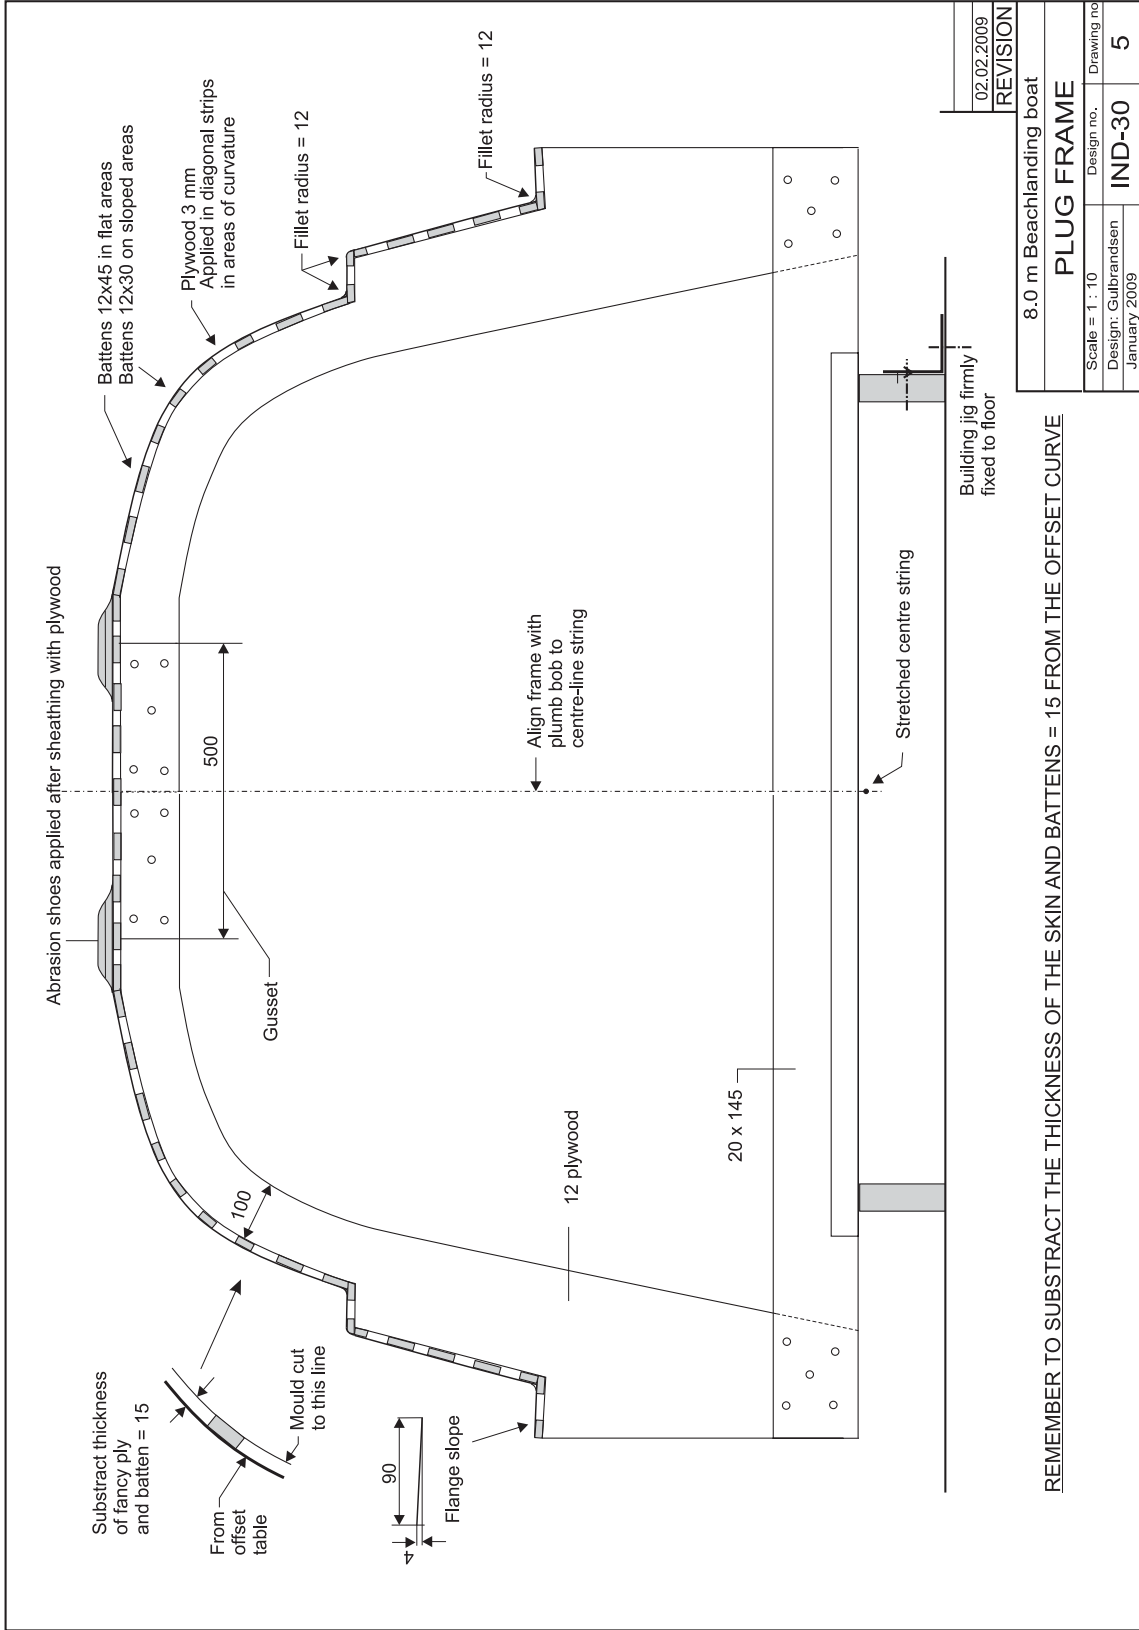 Abrasion shoes applied after sheathing with plywood
Battens 12x45 in flat areas
Battens 12x30 on sloped areas
Plywood 3 mm
Applied in diagonal strips
in areas of curvature
Fillet radius = 12
Fillet radius = 12
Substract thickness
of fancy ply
and batten = 15
From
offset
table
Mould cut
to this line
100
500
Gusset
90
4
Flange slope
Align frame with
plumb bob to
centre-line string
12 plywood
20 x 145
Stretched centre string
Building jig firmly
fixed to floor
REMEMBER TO SUBSTRACT THE THICKNESS OF THE SKIN AND BATTENS = 15 FROM THE OFFSET CURVE
02.02.2009
REVISION
8.0 m Beachlanding boat
PLUG FRAME
Scale = 1 : 10
Design: Gulbrandsen
January 2009
Design no.
IND-30
Drawing no
5